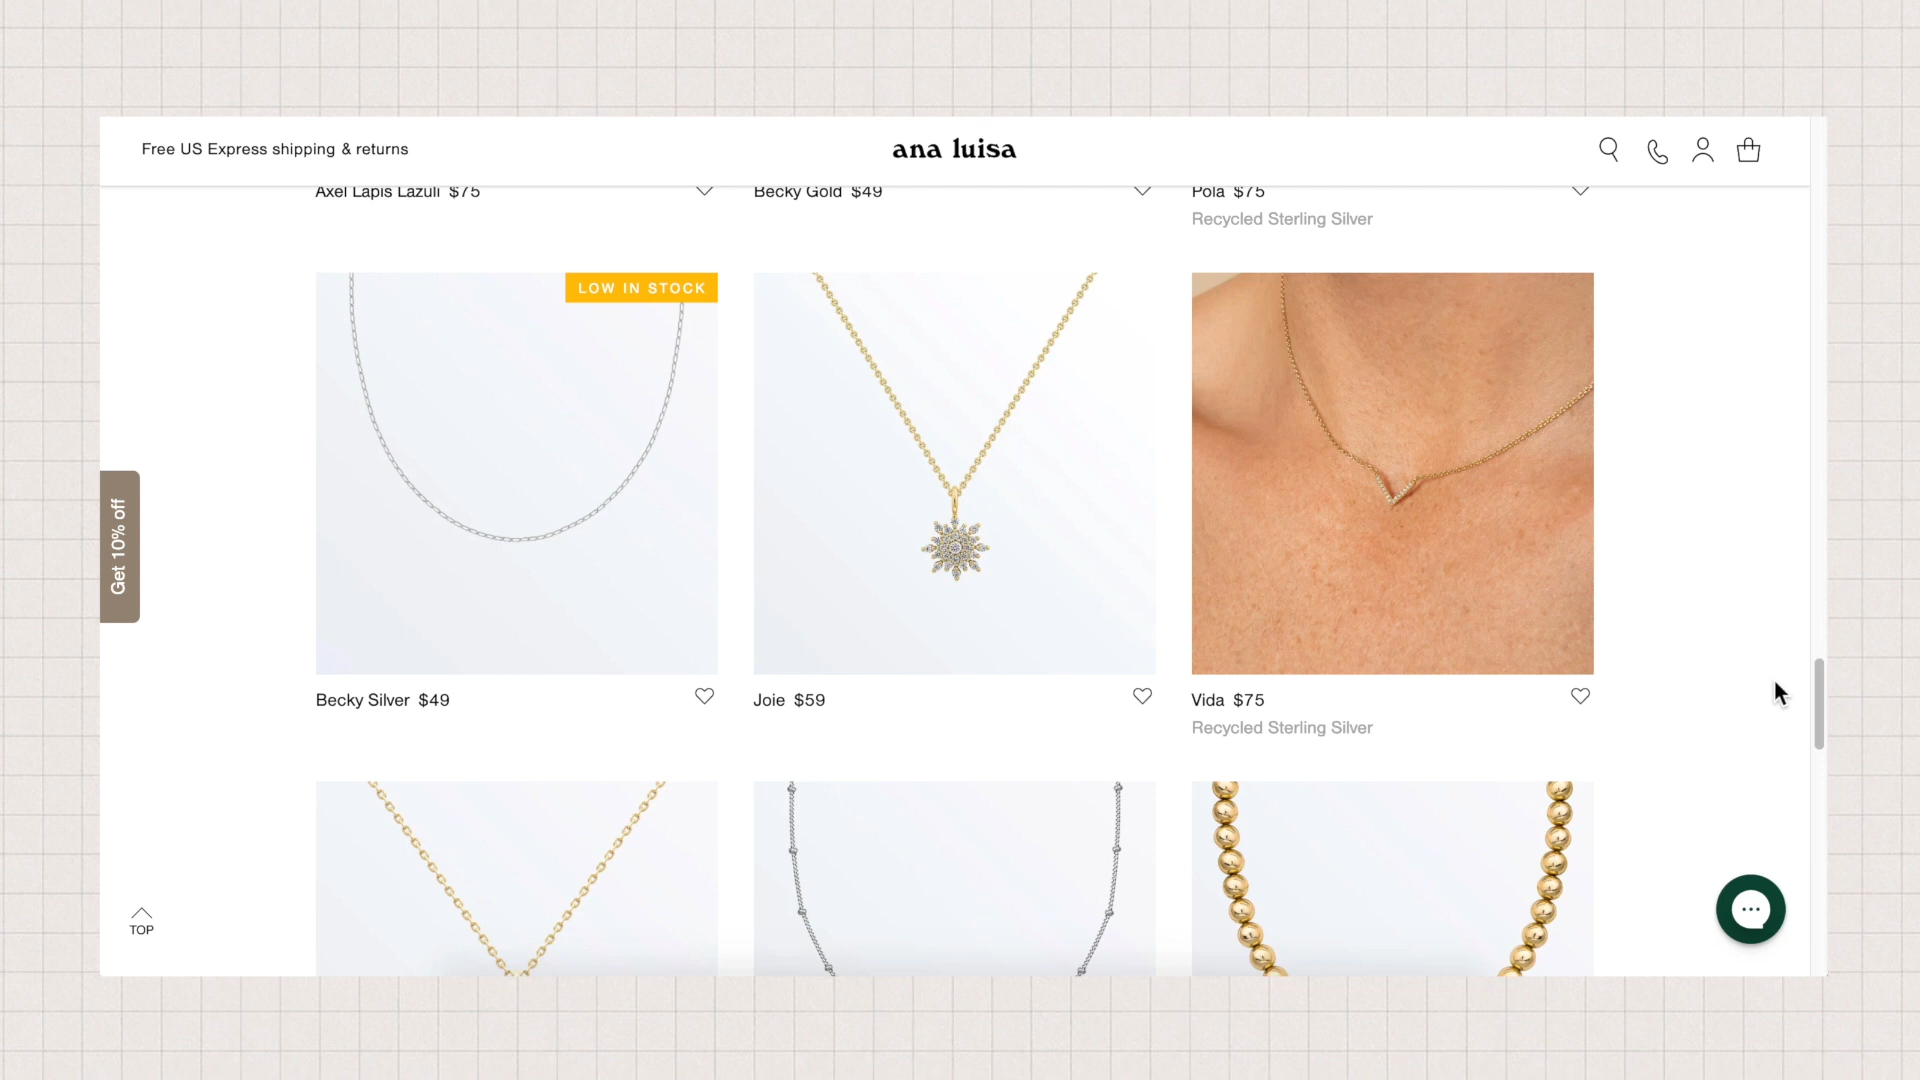 Free US Express shipping & returns
ana luisa
Axel Lapis Lazuli $75
Becky Gold $49
Pola $75
Recycled Sterling Silver
LOW IN STOCK
Get 10% off
Becky Silver $49
Joie $59
Vida $75
Recycled Sterling Silver
TOP